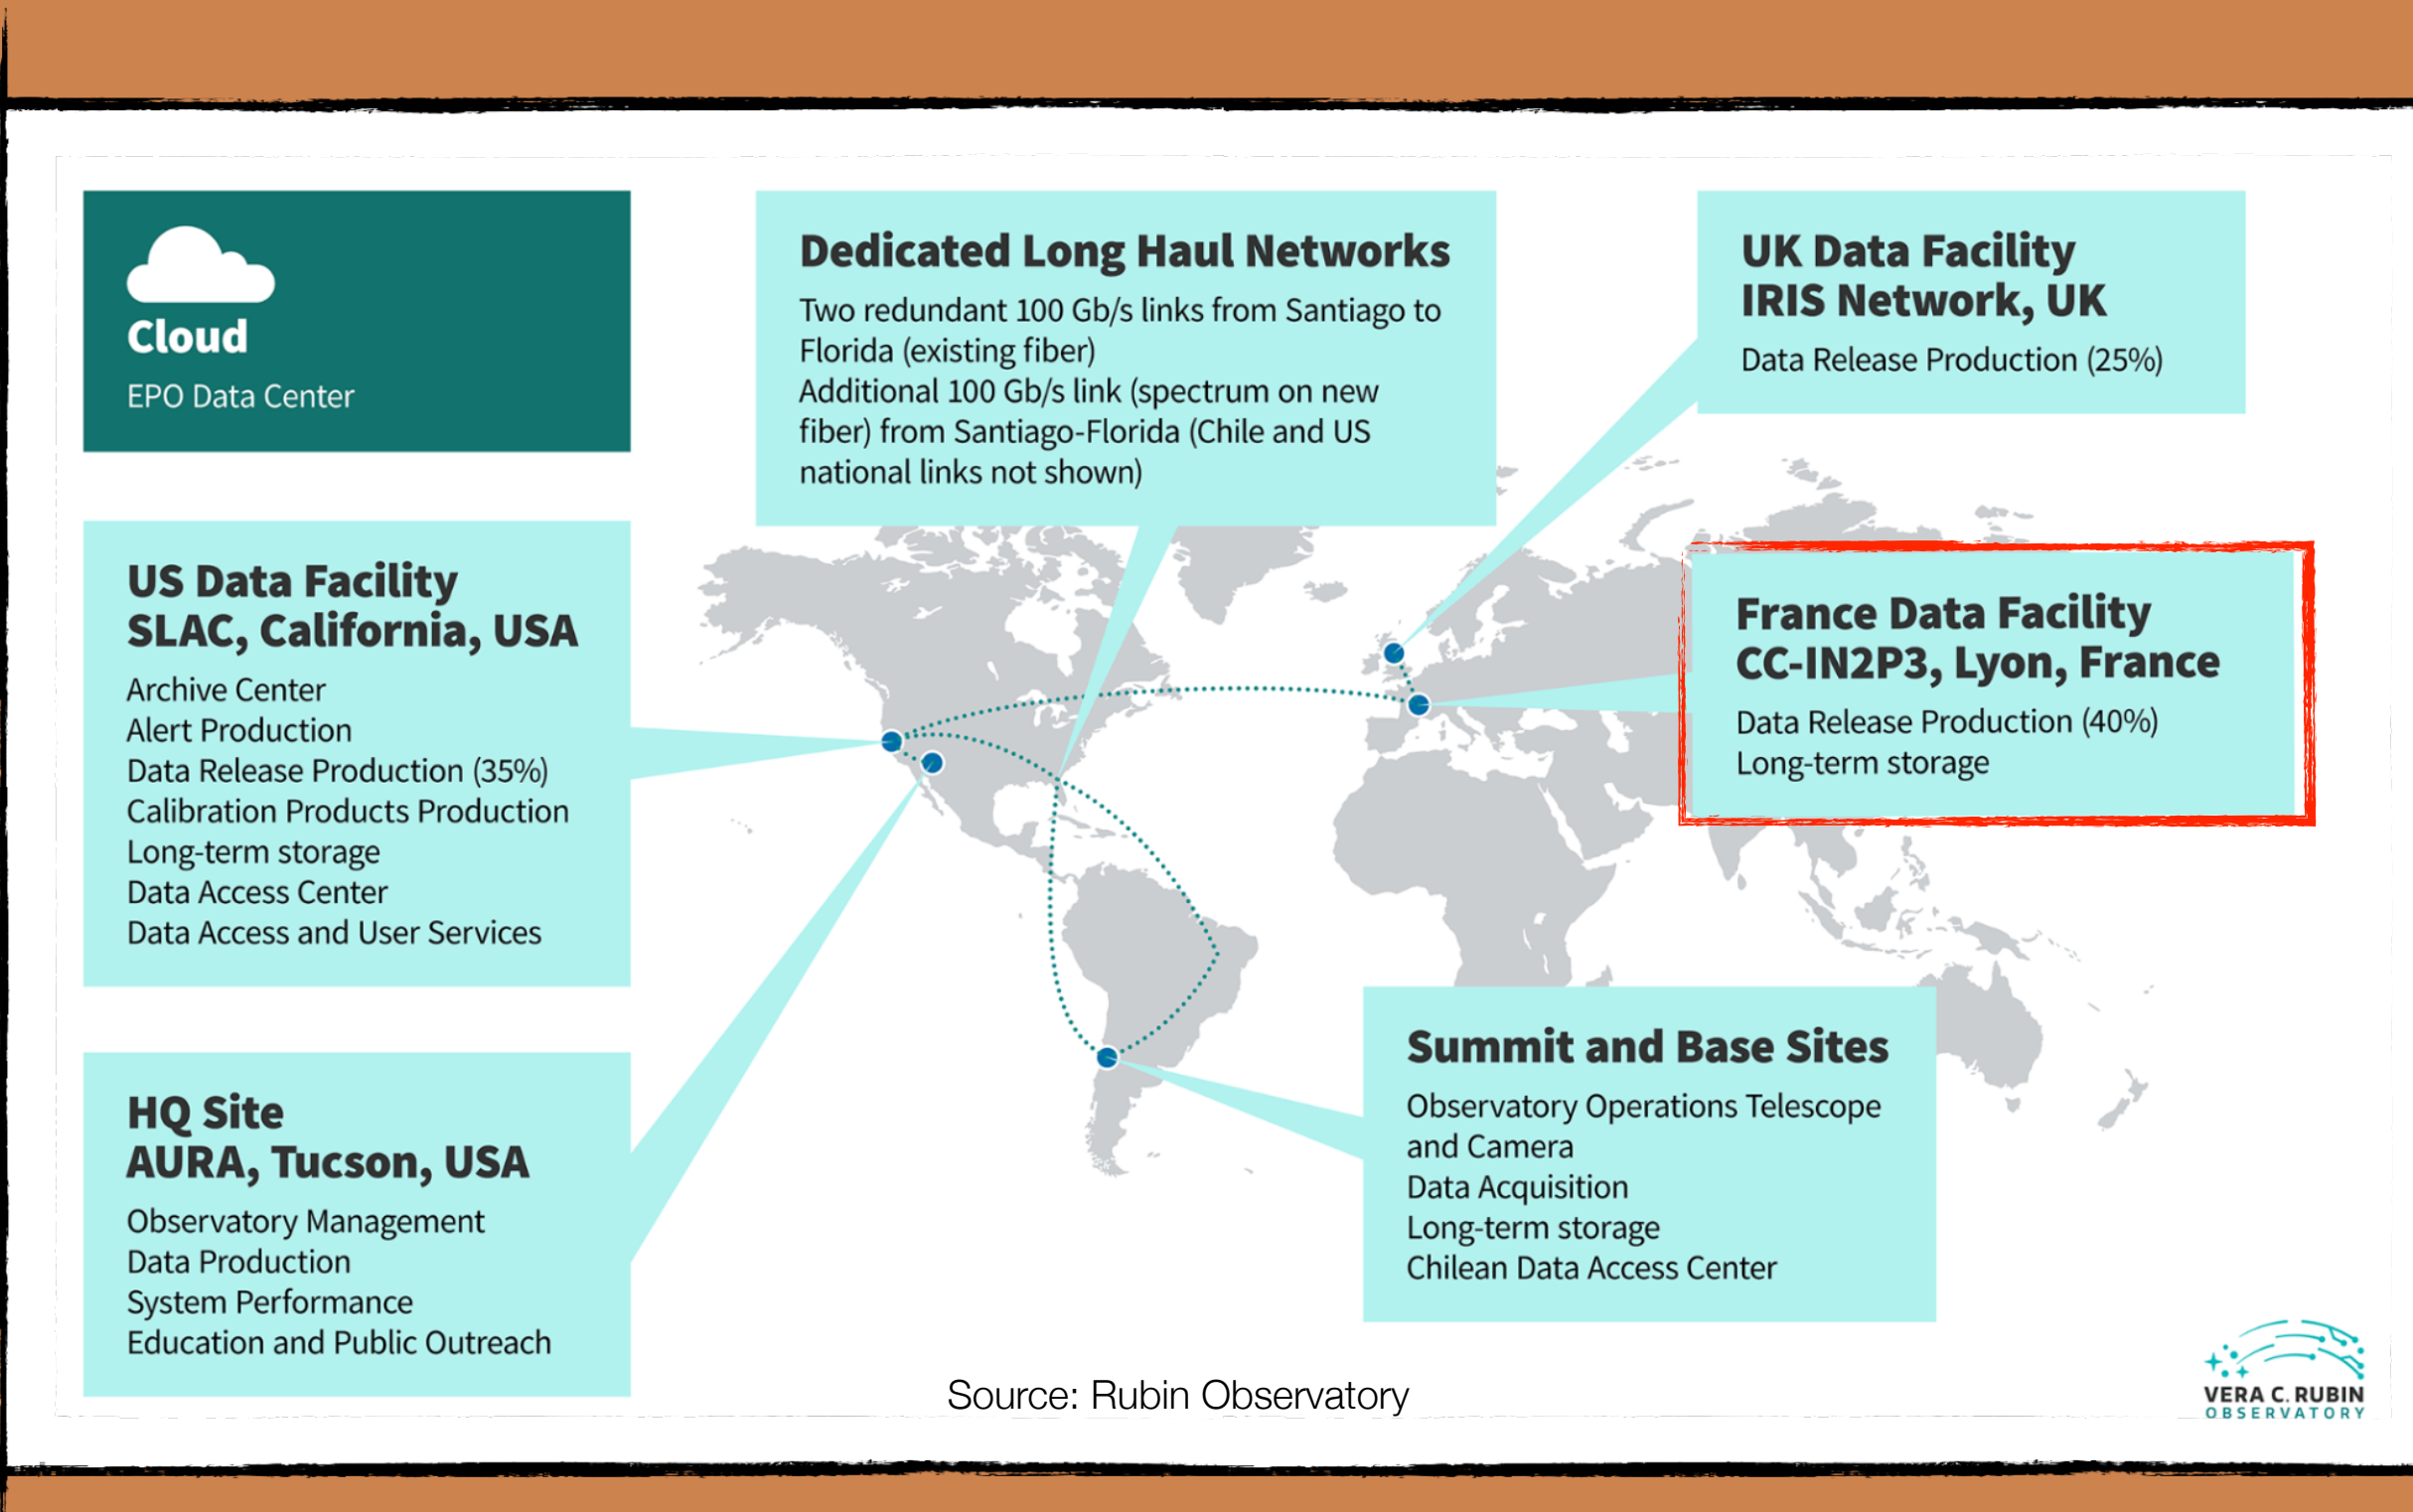 Cloud
EPO Data Center
Dedicated Long Haul Networks
Two redundant 100 Gb/s links from Santiago to
Florida (existing fiber)
Additional 100 Gb/s link (spectrum on new
fiber) from Santiago-Florida (Chile and US
national links not shown)
UK Data Facility
IRIS Network, UK
Data Release Production (25%)
US Data Facility
SLAC, California, USA
Archive Center
Alert Production
Data Release Production (35%)
Calibration Products Production
Long-term storage
Data Access Center
Data Access and User Services
France Data Facility
CC-IN2P3, Lyon, France
Data Release Production (40%)
Long-term storage
HQ Site
AURA, Tucson, USA
Observatory Management
Data Production
System Performance
Education and Public Outreach
Summit and Base Sites
Observatory Operations Telescope
and Camera
Data Acquisition
Long-term storage
Chilean Data Access Center
Source: Rubin Observatory
VERA C. RUBIN
OBSERVATORY